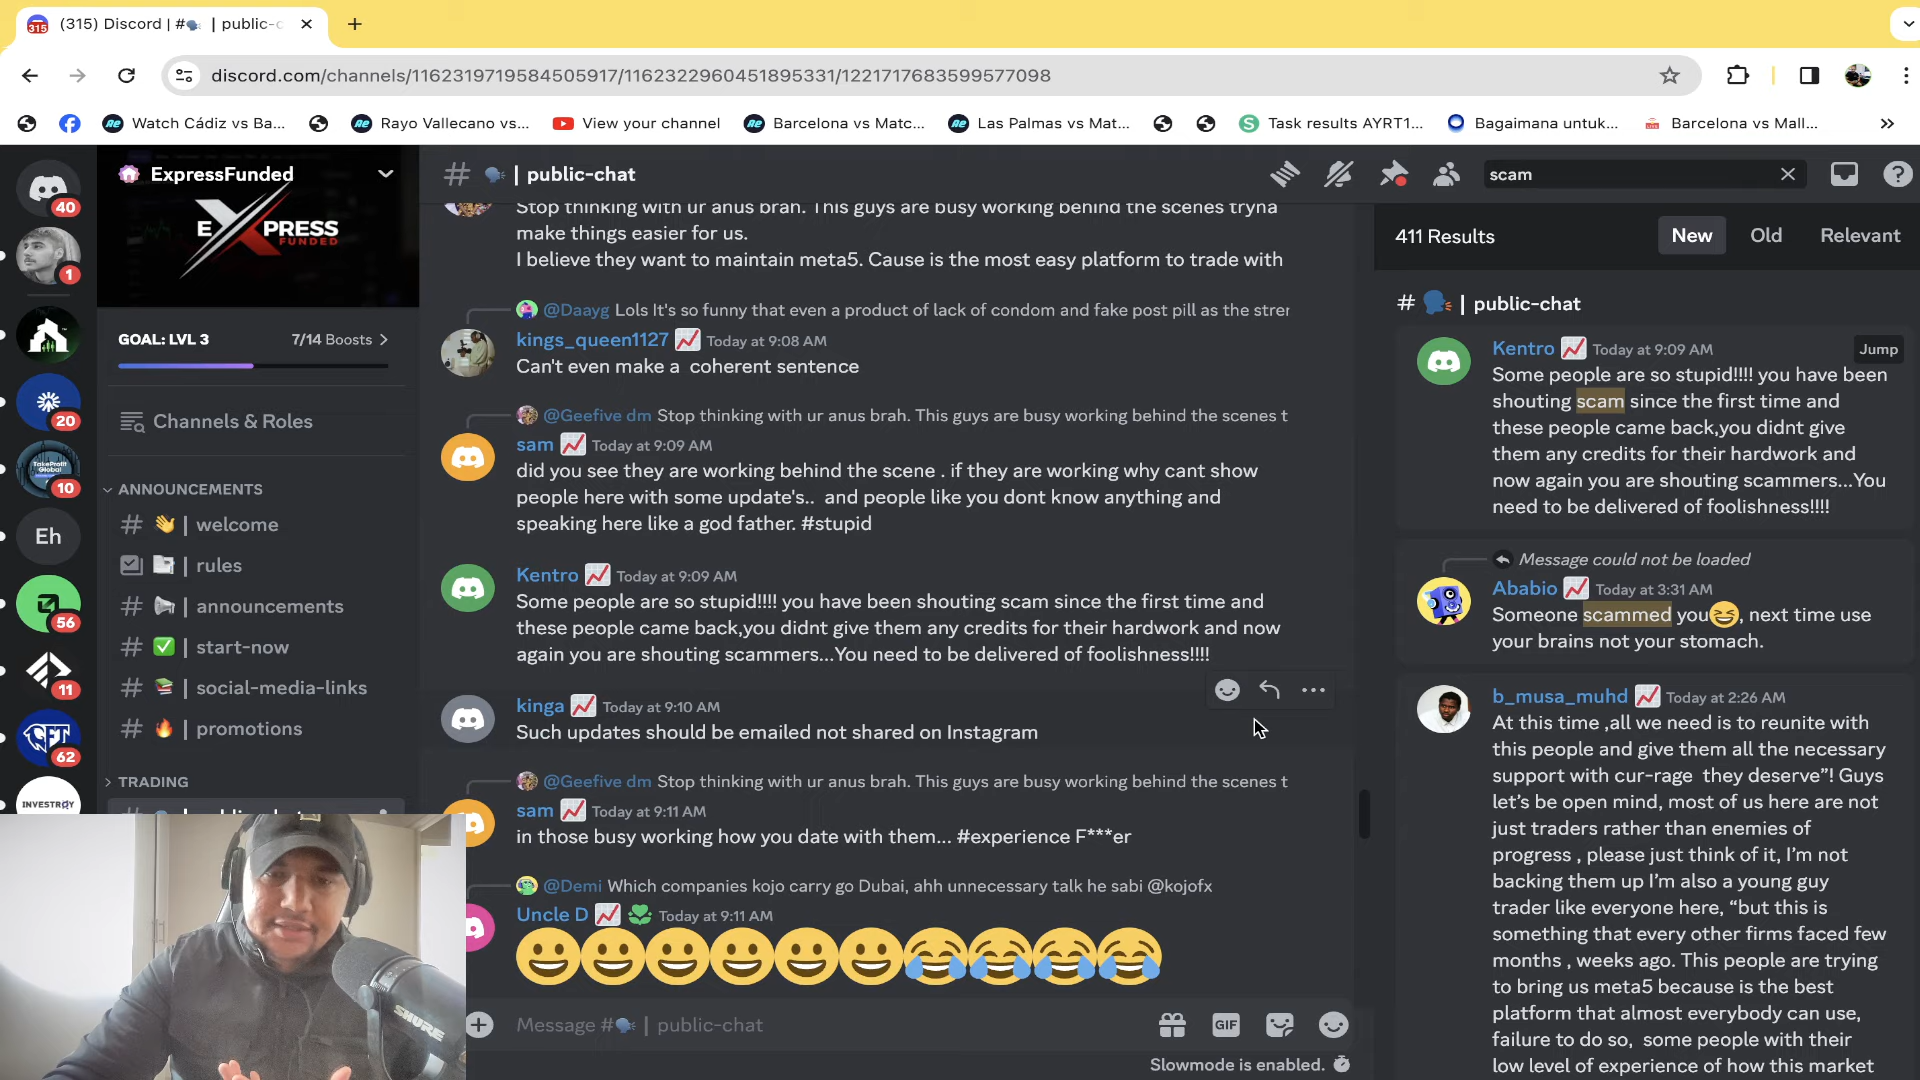 (315) Discord | # | public-c
discord.com/channels/1162319719584505917/1162322960451895331/1221717683599577098
Watch Cádiz vs Ba...
Rayo Vallecano vs...
View your channel
Barcelona vs Matc...
Las Palmas vs Mat...
Task results AYRT1...
Bagaimana untuk...
Barcelona vs Mall...
40
1
20
TakeProfit Global
10
Eh
56
11
CFT
62
INVESTROY
ExpressFunded
EXPRESS
FUNDED
GOAL: LVL 3
7/14 Boosts
Channels & Roles
ANNOUNCEMENTS
# 👋 | welcome
rules
# | announcements
# ✅ | start-now
# 📚 | social-media-links
# 🔥 | promotions
TRADING
# 🗣 | public-chat
Stop thinking with ur anus brah. This guys are busy working behind the scenes tryna
make things easier for us.
I believe they want to maintain meta5. Cause is the most easy platform to trade with
@Daayg Lols It's so funny that even a product of lack of condom and fake post pill as the strer
kings_queen1127 📈 Today at 9:08 AM
Can't even make a coherent sentence
@Geefive dm Stop thinking with ur anus brah. This guys are busy working behind the scenes t
sam 📈 Today at 9:09 AM
did you see they are working behind the scene . if they are working why cant show
people here with some update's.. and people like you dont know anything and
speaking here like a god father. #stupid
Kentro 📈 Today at 9:09 AM
Some people are so stupid!!!! you have been shouting scam since the first time and
these people came back,you didnt give them any credits for their hardwork and now
again you are shouting scammers...You need to be delivered of foolishness!!!!
kinga 📈 Today at 9:10 AM
Such updates should be emailed not shared on Instagram
@Geefive dm Stop thinking with ur anus brah. This guys are busy working behind the scenes t
sam 📈 Today at 9:11 AM
in those busy working how you date with them... #experience F***er
@Demi Which companies kojo carry go Dubai, ahh unnecessary talk he sabi @kojofx
Uncle D 📈 Today at 9:11 AM
😀😀😀😀😀😀😂😂😂😂
Message #🗣 | public-chat
GIF
Slowmode is enabled.
SHURE
scam
411 Results
New
Old
Relevant
# 🗣 | public-chat
Kentro 📈 Today at 9:09 AM
Jump
Some people are so stupid!!!! you have been
shouting scam since the first time and
these people came back,you didnt give
them any credits for their hardwork and
now again you are shouting scammers...You
need to be delivered of foolishness!!!!
Message could not be loaded
Ababio 📈 Today at 3:31 AM
Someone scammed you😆, next time use
your brains not your stomach.
b_musa_muhd 📈 Today at 2:26 AM
At this time ,all we need is to reunite with
this people and give them all the necessary
support with cur-rage they deserve”! Guys
let’s be open mind, most of us here are not
just traders rather than enemies of
progress , please just think of it, I’m not
backing them up I’m also a young guy
trader like everyone here, “but this is
something that every other firms faced few
months , weeks ago. This people are trying
to bring us meta5 because is the best
platform that almost everybody can use,
failure to do so, some people with their
low level of experience of how this market